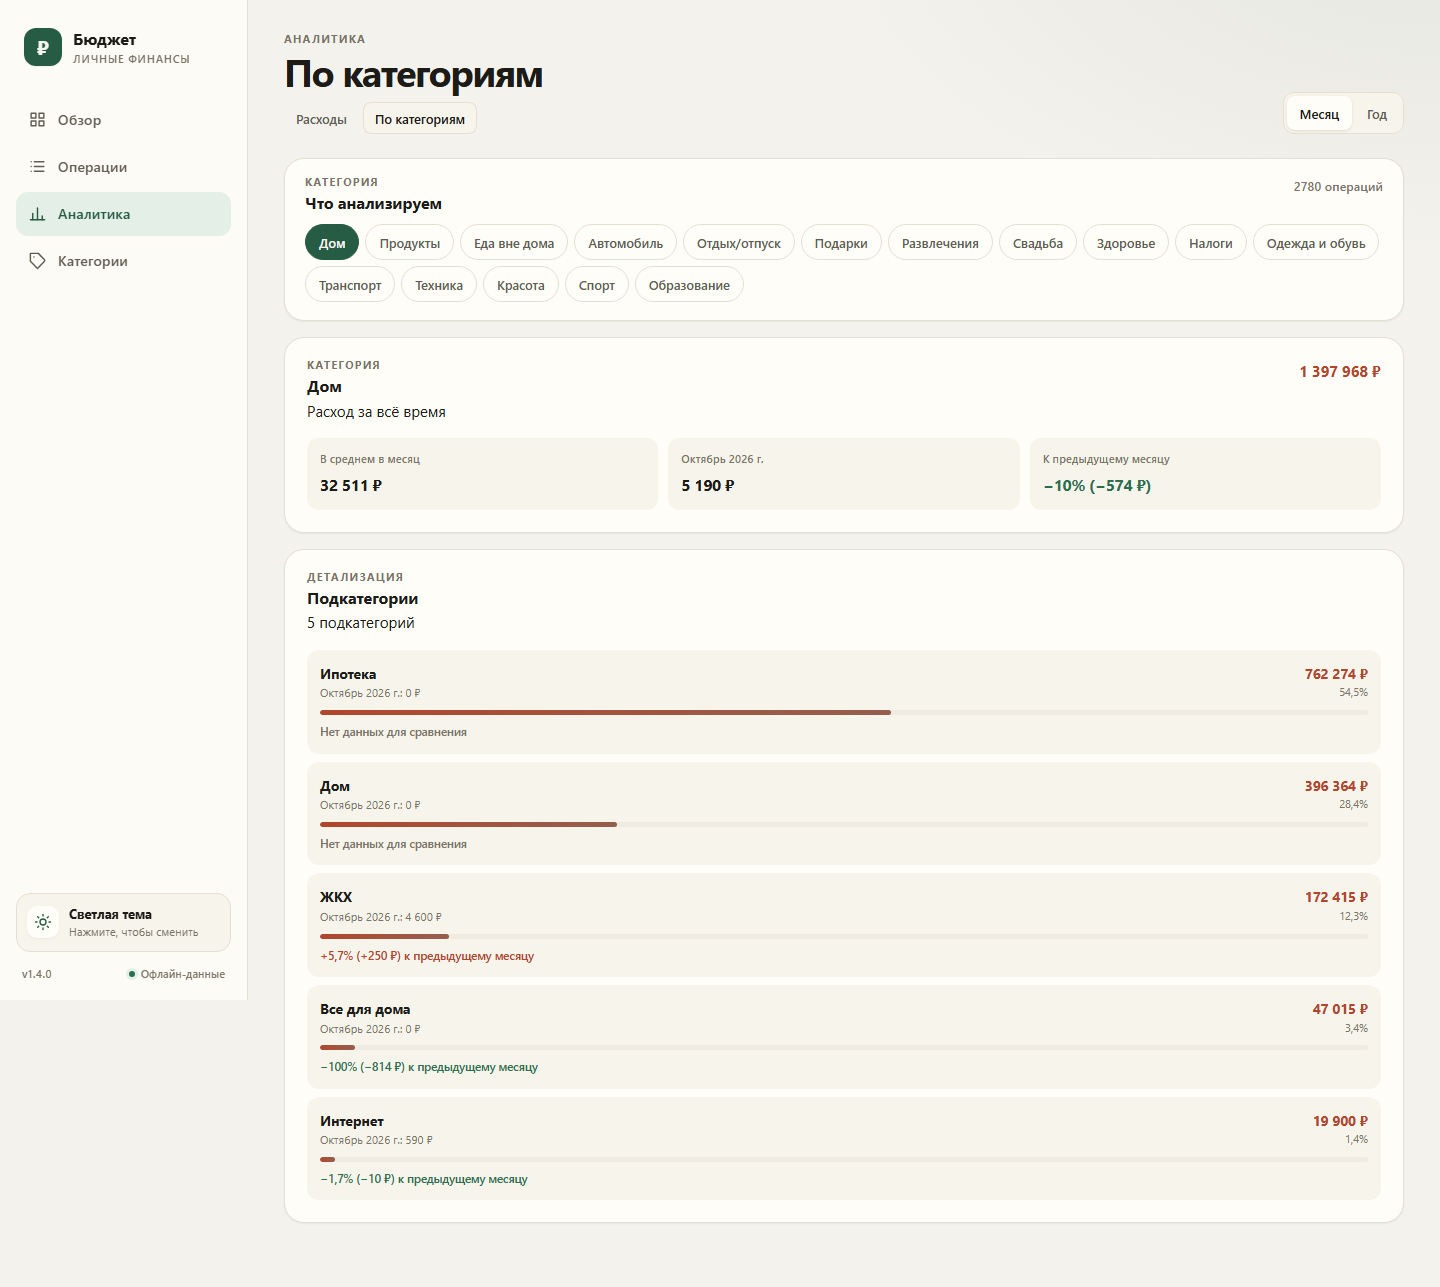 ₽
Бюджет
ЛИЧНЫЕ ФИНАНСЫ
Обзор
Операции
Аналитика
Категории
Светлая тема
Нажмите, чтобы сменить
v1.4.0
Офлайн-данные
АНАЛИТИКА
По категориям
Расходы
По категориям
Месяц
Год
КАТЕГОРИЯ
Что анализируем
2780 операций
Дом
Продукты
Еда вне дома
Автомобиль
Отдых/отпуск
Подарки
Развлечения
Свадьба
Здоровье
Налоги
Одежда и обувь
Транспорт
Техника
Красота
Спорт
Образование
КАТЕГОРИЯ
Дом
Расход за всё время
1 397 968 ₽
В среднем в месяц
32 511 ₽
Октябрь 2026 г.
5 190 ₽
К предыдущему месяцу
−10% (−574 ₽)
ДЕТАЛИЗАЦИЯ
Подкатегории
5 подкатегорий
Ипотека
762 274 ₽
Октябрь 2026 г.: 0 ₽
54,5%
Нет данных для сравнения
Дом
396 364 ₽
Октябрь 2026 г.: 0 ₽
28,4%
Нет данных для сравнения
ЖКХ
172 415 ₽
Октябрь 2026 г.: 4 600 ₽
12,3%
+5,7% (+250 ₽) к предыдущему месяцу
Все для дома
47 015 ₽
Октябрь 2026 г.: 0 ₽
3,4%
−100% (−814 ₽) к предыдущему месяцу
Интернет
19 900 ₽
Октябрь 2026 г.: 590 ₽
1,4%
−1,7% (−10 ₽) к предыдущему месяцу